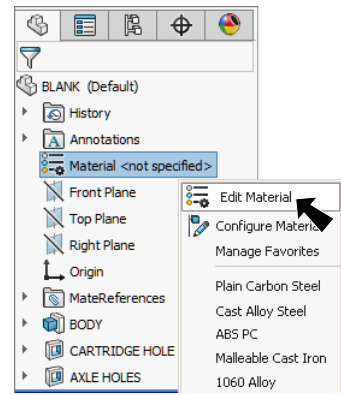 BLANK (Default)
History
A Annotations
Material <not specified>
Front Plane
Edit Material
Top Plane
Configure Material
Right Plane
Manage Favorites
Origin
Plain Carbon Steel
MateReferences
Cast Alloy Steel
BODY
ABS PC
CARTRIDGE HOLE
Malleable Cast Iron
AXLE HOLES
1060 Alloy